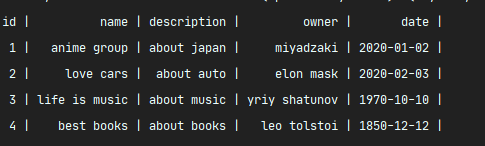 id |          name | description |         owner |       date |
 1 |   anime group | about japan |     miyadzaki | 2020-01-02 |
 2 |     love cars |  about auto |     elon mask | 2020-02-03 |
 3 | life is music | about music | yriy shatunov | 1970-10-10 |
 4 |    best books | about books |   leo tolstoi | 1850-12-12 |